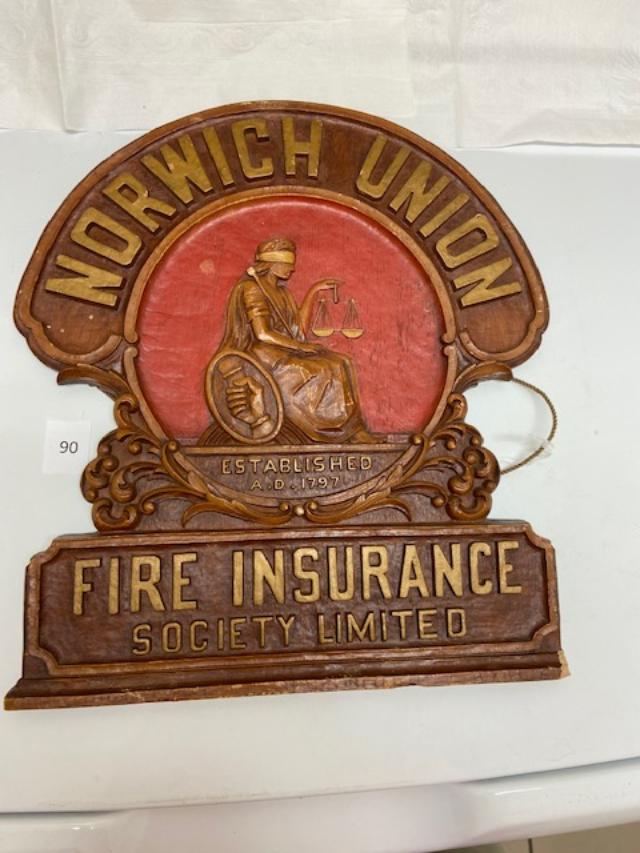 NORWICH UNION
ESTABLISHED
A.D. 1797
90
FIRE INSURANCE
SOCIETY LIMITED